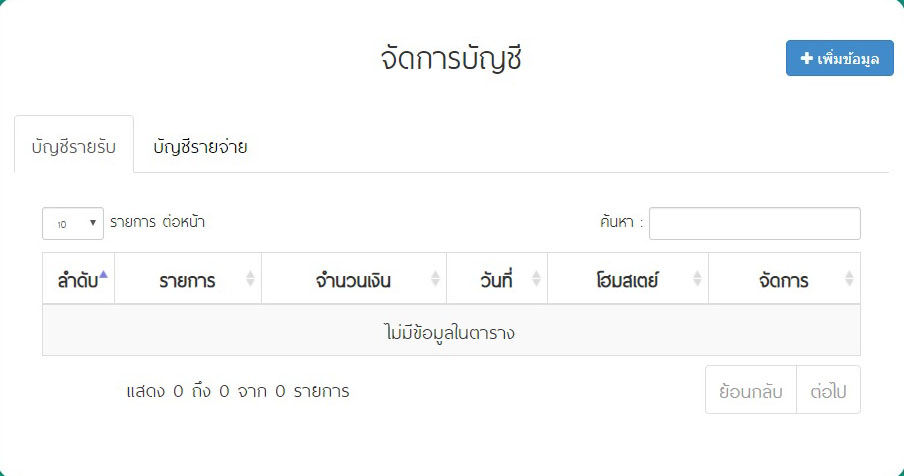 จัดการบัญชี
เพิ่มข้อมูล
บัญชีรายรับ บัญชีรายจ่าย
10 รายการ ต่อหน้า ค้นหา :
ลำดับ รายการ จำนวนเงิน วันที่ โฮมสเตย์ จัดการ
ไม่มีข้อมูลในตาราง
แสดง 0 ถึง 0 จาก 0 รายการ ย้อนกลับ ต่อไป